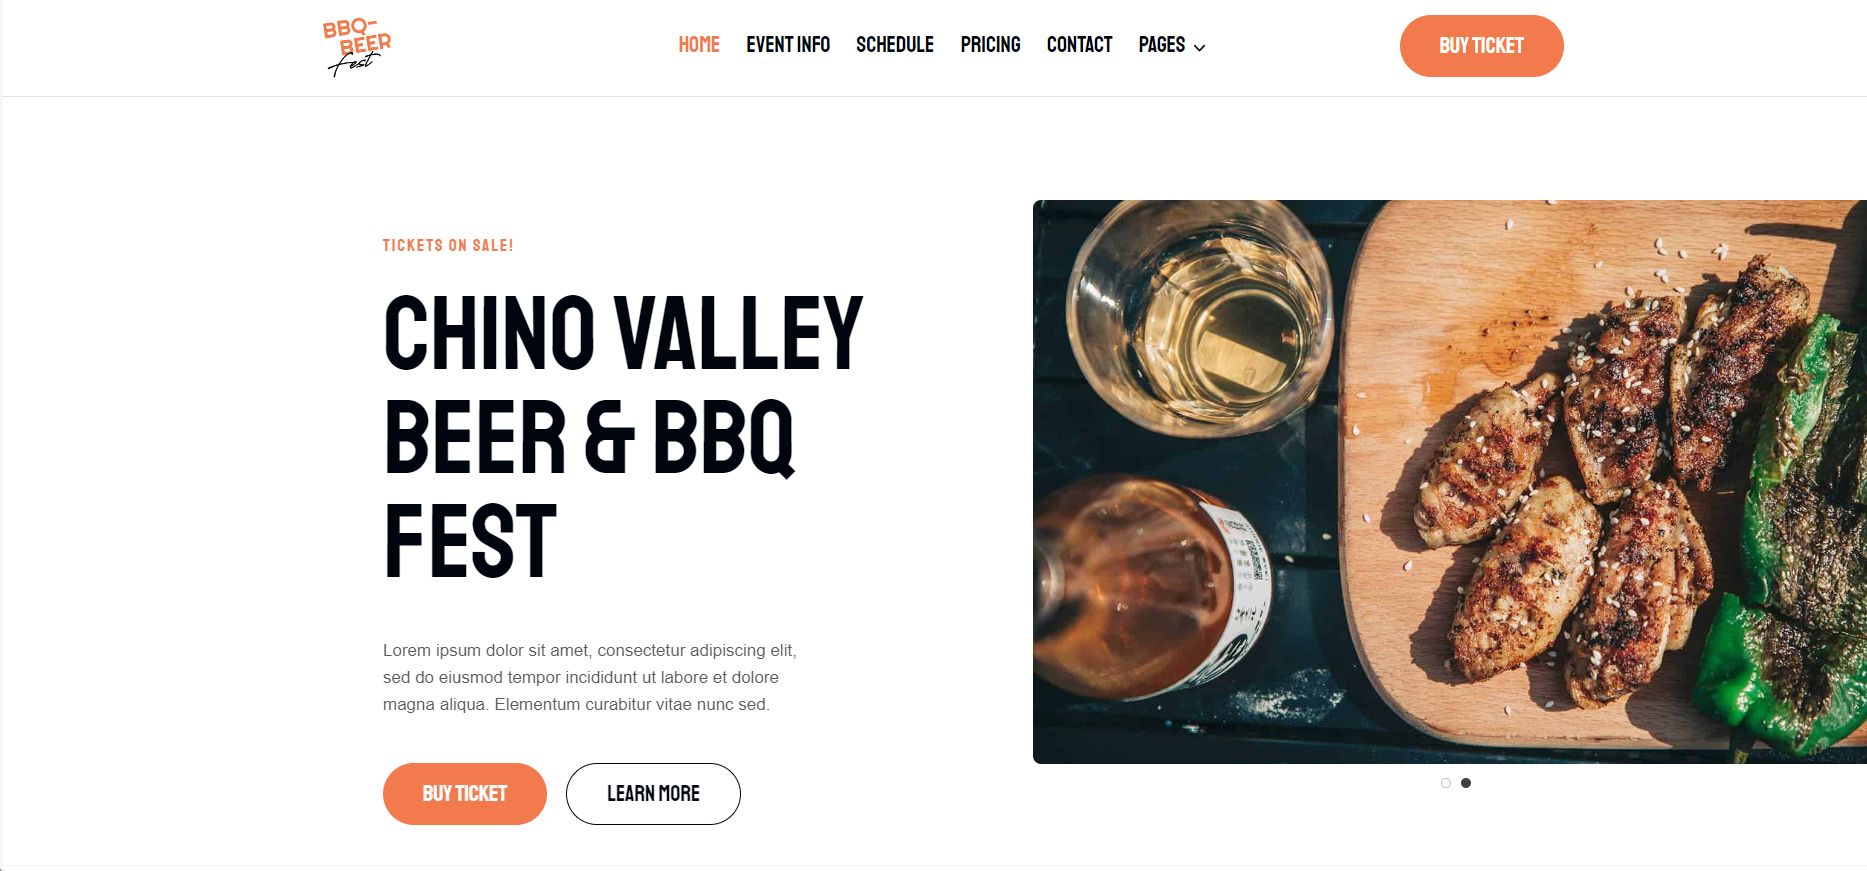 BBQ-
BEER
Fest
HOME EVENT INFO SCHEDULE PRICING CONTACT PAGES
BUY TICKET
TICKETS ON SALE!
CHINO VALLEY
BEER & BBQ
FEST
Lorem ipsum dolor sit amet, consectetur adipiscing elit,
sed do eiusmod tempor incididunt ut labore et dolore
magna aliqua. Elementum curabitur vitae nunc sed.
BUY TICKET
LEARN MORE